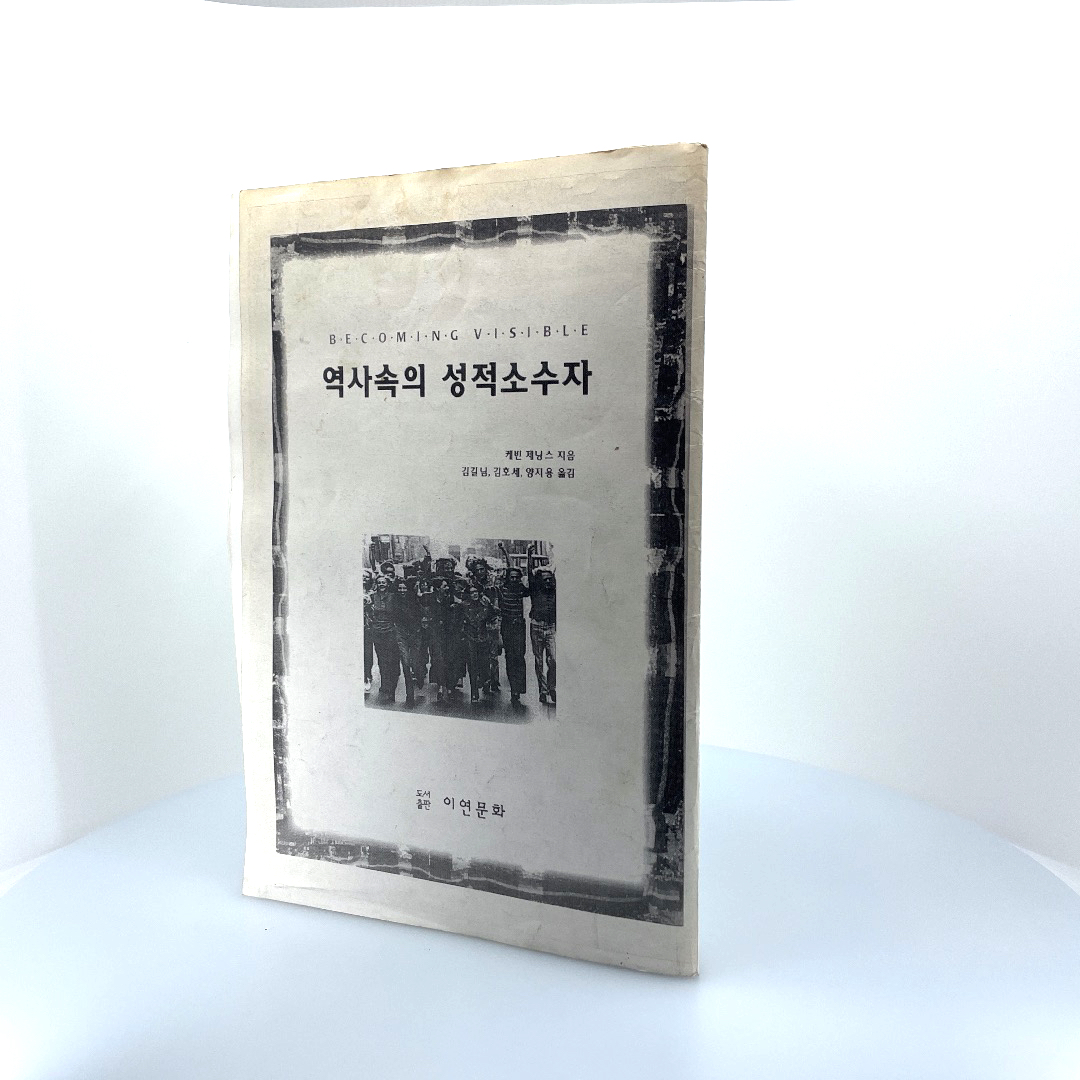 B·E·C·O·M·I·N·G V·I·S·I·B·L·E
역사속의 성적소수자
케빈 제닝스 지음
김길님, 김호세, 양지용 옮김
도서
출판 이연문화